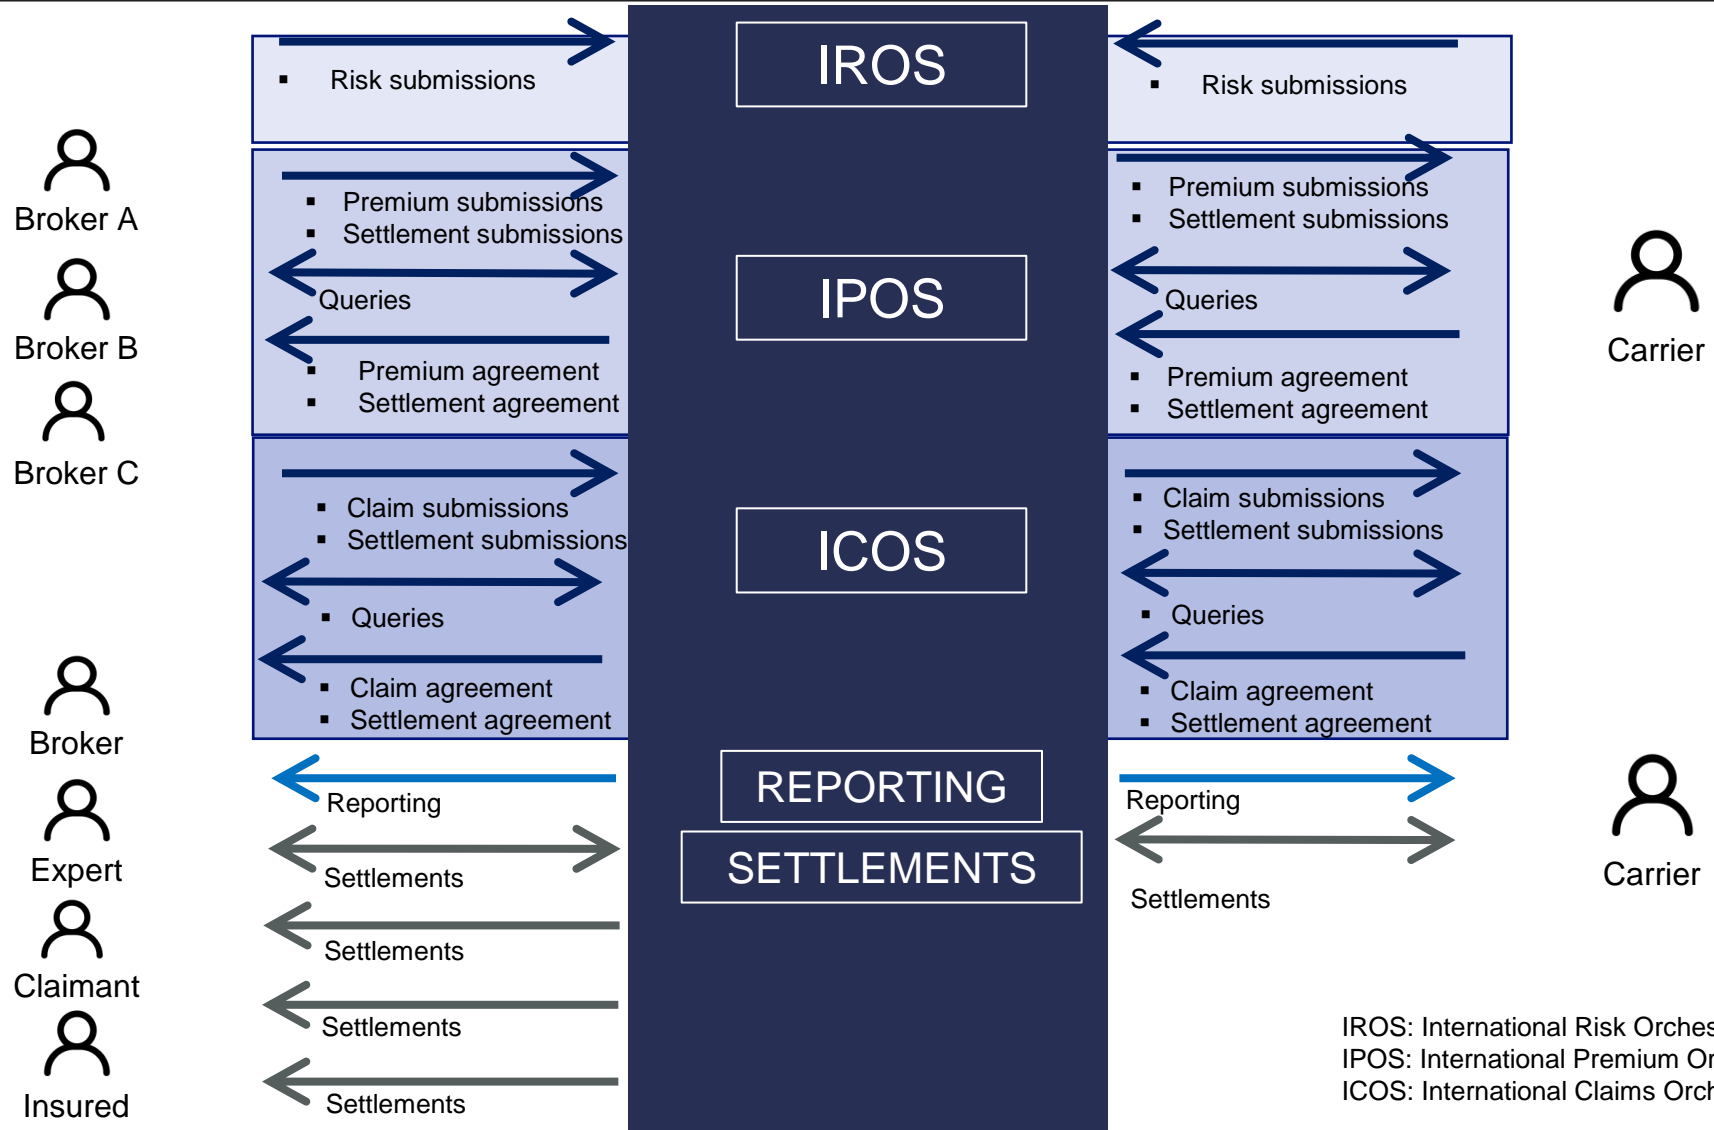 IROS
Risk submissions
Risk submissions
Broker A
Broker B
Broker C
Premium submissions
Settlement submissions
Queries
Premium agreement
Settlement agreement
IPOS
Premium submissions
Settlement submissions
Queries
Premium agreement
Settlement agreement
Carrier
Claim submissions
Settlement submissions
Queries
Claim agreement
Settlement agreement
ICOS
Claim submissions
Settlement submissions
Queries
Claim agreement
Settlement agreement
Broker
Expert
Claimant
Insured
Reporting
Settlements
Settlements
Settlements
Settlements
REPORTING
SETTLEMENTS
Reporting
Settlements
Carrier
IROS: International Risk
IPOS: International Premium
ICOS: International Claims